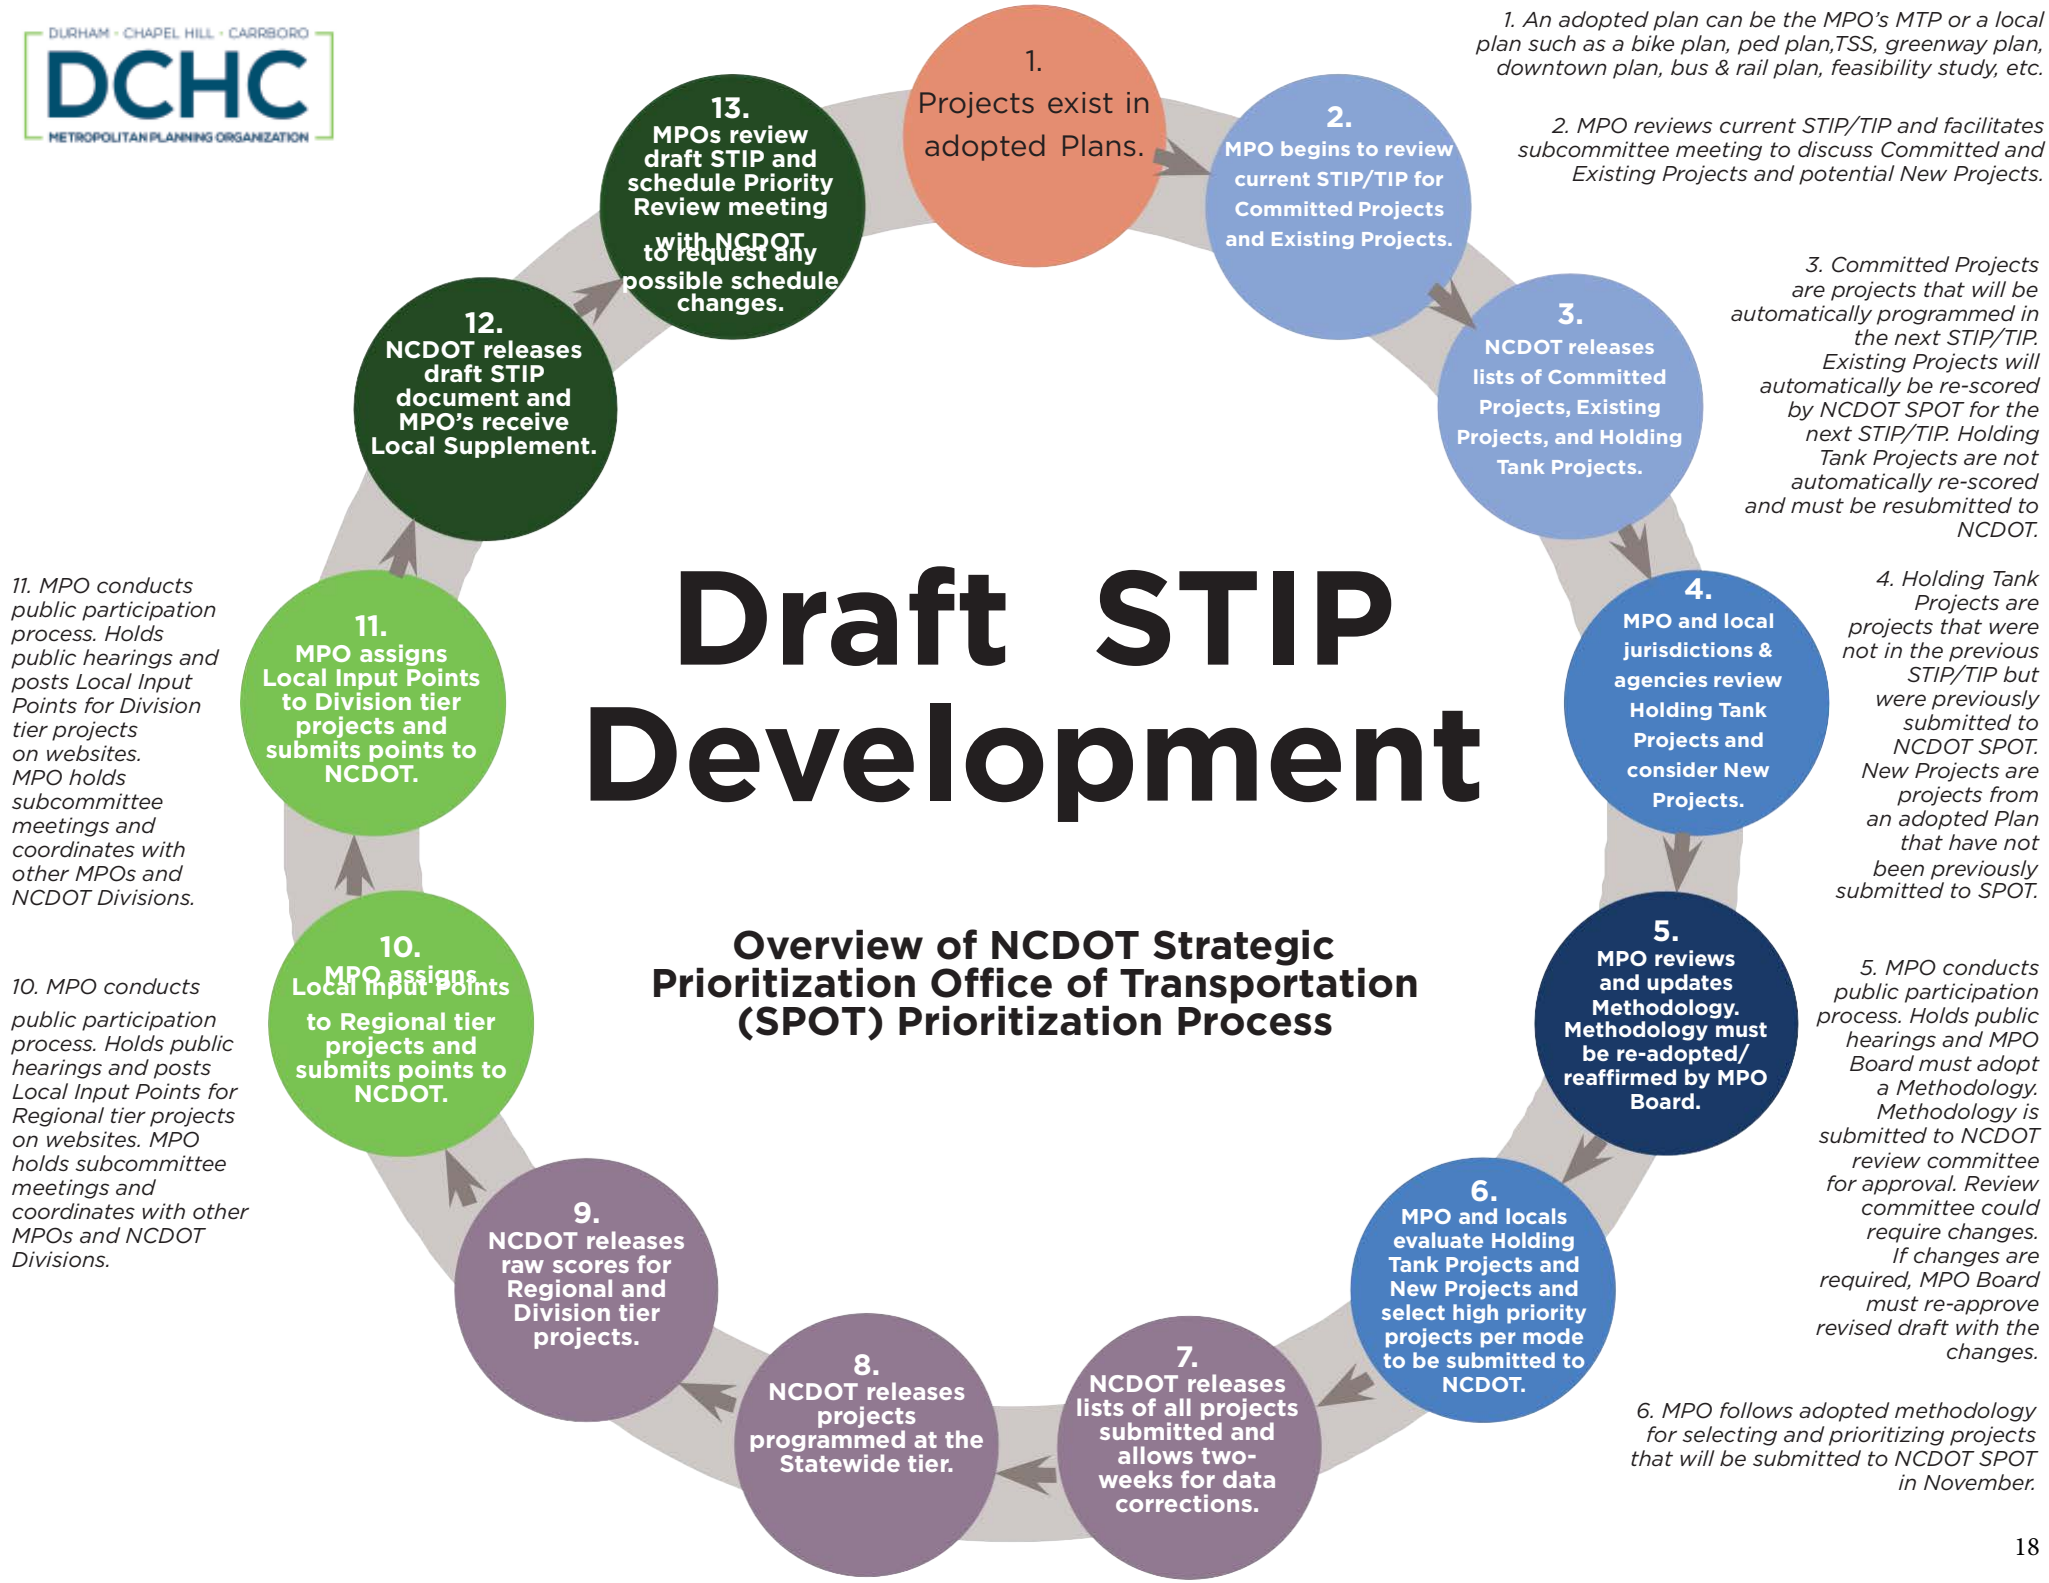 DURHAM · CHAPEL HILL · CARRBORO
DCHC
METROPOLITAN PLANNING ORGANIZATION
Draft STIP
Development
Overview of NCDOT Strategic
Prioritization Office of Transportation
(SPOT) Prioritization Process
1.
Projects exist in
adopted Plans.
2.
MPO begins to review
current STIP/TIP for
Committed Projects
and Existing Projects.
3.
NCDOT releases
lists of Committed
Projects, Existing
Projects, and Holding
Tank Projects.
4.
MPO and local
jurisdictions &
agencies review
Holding Tank
Projects and
consider New
Projects.
5.
MPO reviews
and updates
Methodology.
Methodology must
be re-adopted/
reaffirmed by MPO
Board.
6.
MPO and locals
evaluate Holding
Tank Projects and
New Projects and
select high priority
projects per mode
to be submitted to
NCDOT.
7.
NCDOT releases
lists of all projects
submitted and
allows two-
weeks for data
corrections.
8.
NCDOT releases
projects
programmed at the
Statewide tier.
9.
NCDOT releases
raw scores for
Regional and
Division tier
projects.
10.
MPO assigns
Local Input Points
to Regional tier
projects and
submits points to
NCDOT.
11.
MPO assigns
Local Input Points
to Division tier
projects and
submits points to
NCDOT.
12.
NCDOT releases
draft STIP
document and
MPO’s receive
Local Supplement.
13.
MPOs review
draft STIP and
schedule Priority
Review meeting
with NCDOT
to request any
possible schedule
changes.
1. An adopted plan can be the MPO’s MTP or a local
plan such as a bike plan, ped plan,TSS, greenway plan,
downtown plan, bus & rail plan, feasibility study, etc.
2. MPO reviews current STIP/TIP and facilitates
subcommittee meeting to discuss Committed and
Existing Projects and potential New Projects.
3. Committed Projects
are projects that will be
automatically programmed in
the next STIP/TIP.
Existing Projects will
automatically be re-scored
by NCDOT SPOT for the
next STIP/TIP. Holding
Tank Projects are not
automatically re-scored
and must be resubmitted to
NCDOT.
4. Holding Tank
Projects are
projects that were
not in the previous
STIP/TIP but
were previously
submitted to
NCDOT SPOT.
New Projects are
projects from
an adopted Plan
that have not
been previously
submitted to SPOT.
5. MPO conducts
public participation
process. Holds public
hearings and MPO
Board must adopt
a Methodology.
Methodology is
submitted to NCDOT
review committee
for approval. Review
committee could
require changes.
If changes are
required, MPO Board
must re-approve
revised draft with the
changes.
6. MPO follows adopted methodology
for selecting and prioritizing projects
that will be submitted to NCDOT SPOT
in November.
10. MPO conducts
public participation
process. Holds public
hearings and posts
Local Input Points for
Regional tier projects
on websites. MPO
holds subcommittee
meetings and
coordinates with other
MPOs and NCDOT
Divisions.
11. MPO conducts
public participation
process. Holds
public hearings and
posts Local Input
Points for Division
tier projects
on websites.
MPO holds
subcommittee
meetings and
coordinates with
other MPOs and
NCDOT Divisions.
18